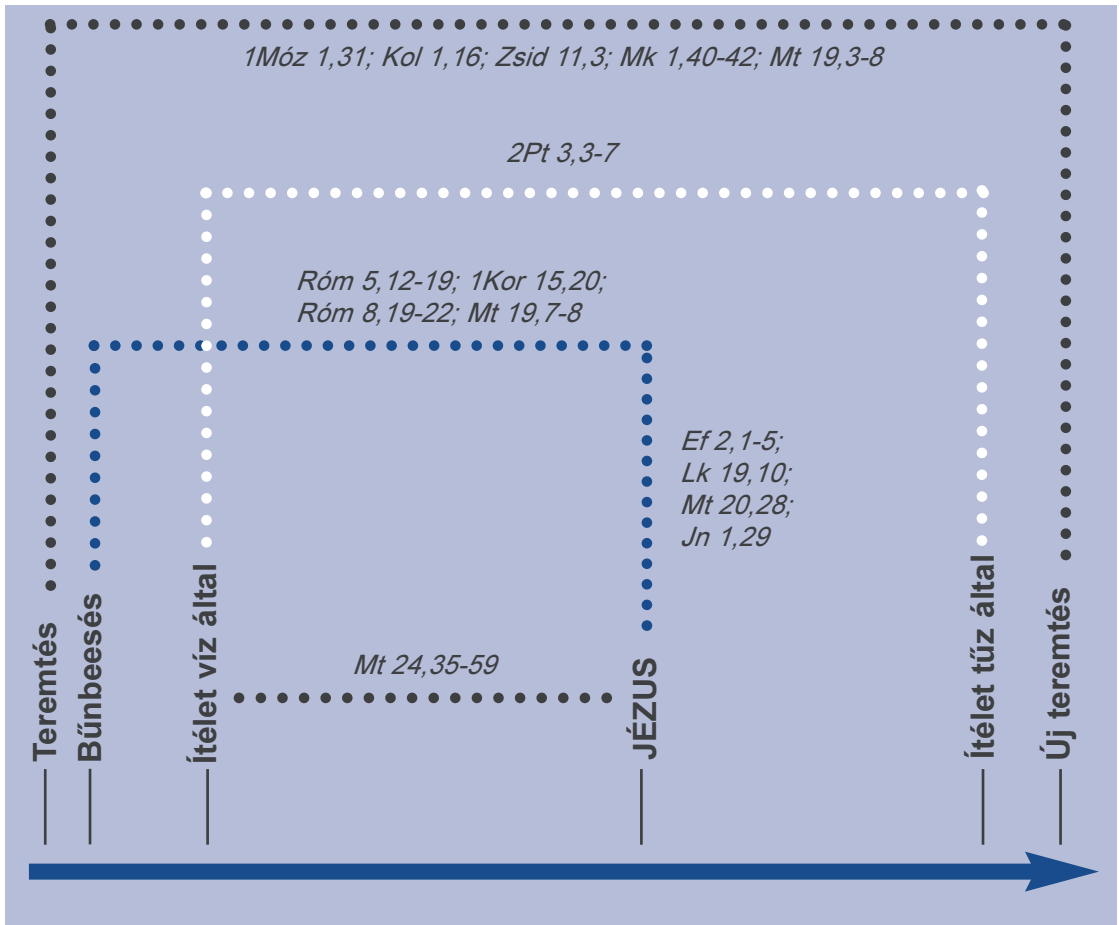 1Móz 1,31; Kol 1,16; Zsid 11,3; Mk 1,40-42; Mt 19,3-8
2Pt 3,3-7
Róm 5,12-19; 1Kor 15,20;
Róm 8,19-22; Mt 19,7-8
Ef 2,1-5;
Lk 19,10;
Mt 20,28;
Jn 1,29
Mt 24,35-59
Teremtés
Bűnbeesés
Ítélet víz által
JÉZUS
Ítélet tűz által
Új teremtés